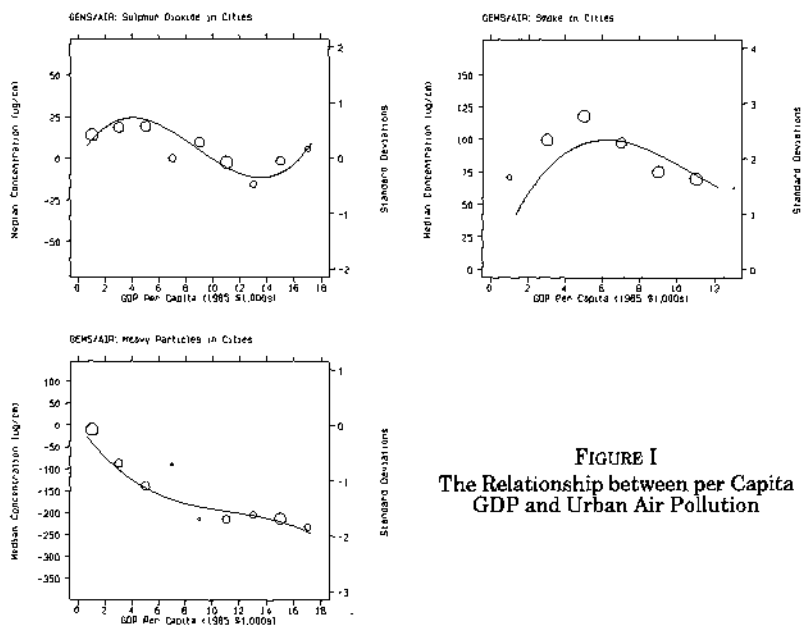 GEMS/AIR: Sulphur Dioxide in Cities
Median Concentration (ug/cm)
50
25
0
-25
-50
2
1
0
-1
-2
Standard Deviations
0 2 4 6 8 10 12 14 16 18
GDP Per Capita (1985 $1,000s)
GEMS/AIR: Smoke in Cities
Median Concentration (ug/cm)
150
125
100
75
50
25
0
4
3
2
1
0
Standard Deviations
0 2 4 6 8 10 12
GDP Per Capita (1985 $1,000s)
GEMS/AIR: Heavy Particles in Cities
Median Concentration (ug/cm)
100
50
0
-50
-100
-150
-200
-250
-300
-350
1
0
-1
-2
-3
Standard Deviations
0 2 4 6 8 10 12 14 16 18
GDP Per Capita (1985 $1,000s)
FIGURE I
The Relationship between per Capita
GDP and Urban Air Pollution